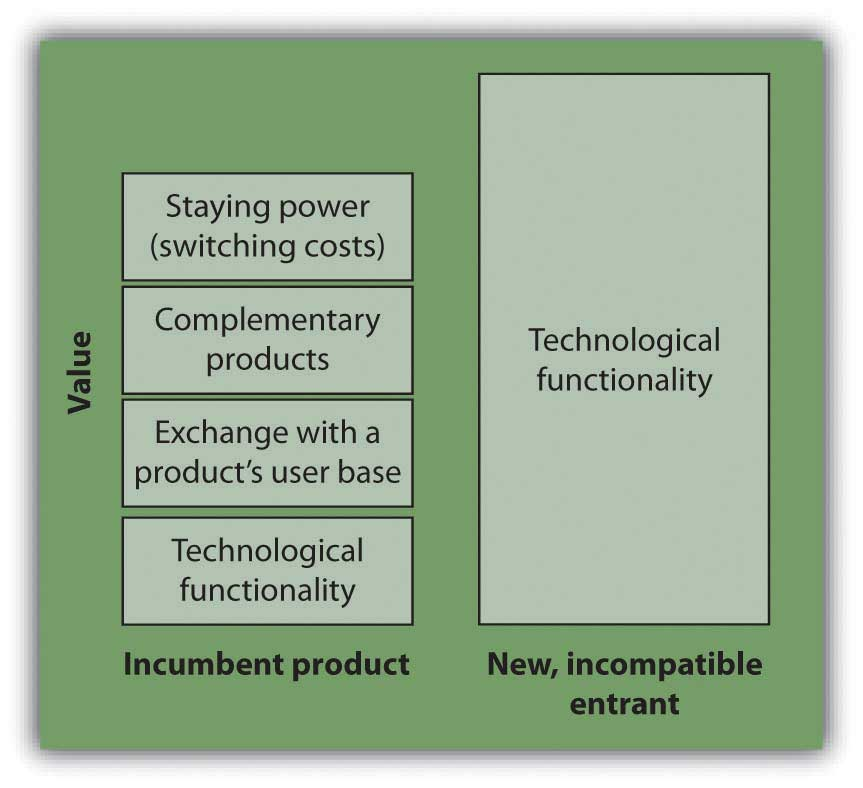 Value
Staying power
(switching costs)
Complementary
products
Exchange with a
product’s user base
Technological
functionality
Incumbent product
Technological
functionality
New, incompatible
entrant